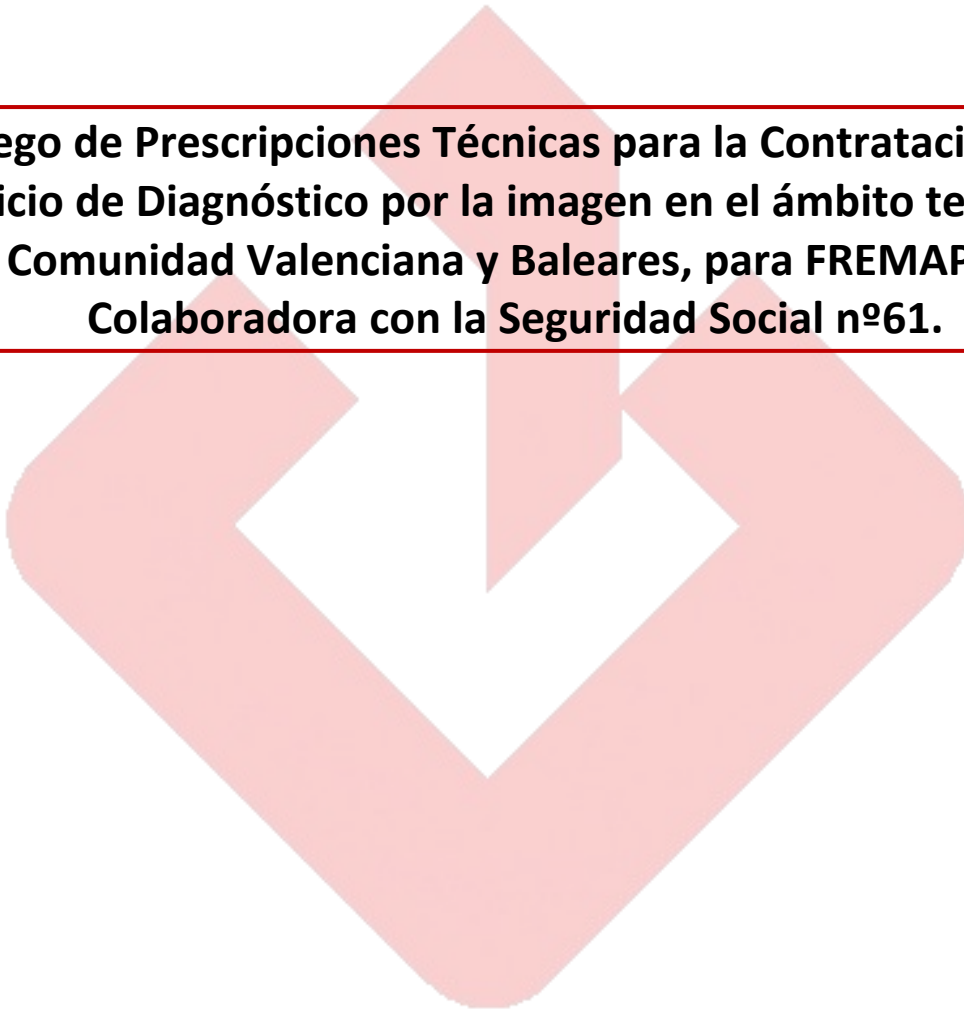 ego de Prescripciones Técnicas para la Contrataci
icio de Diagnóstico por la imagen en el ámbito te
Comunidad Valenciana y Baleares, para FREMAP
Colaboradora con la Seguridad Social nº61.